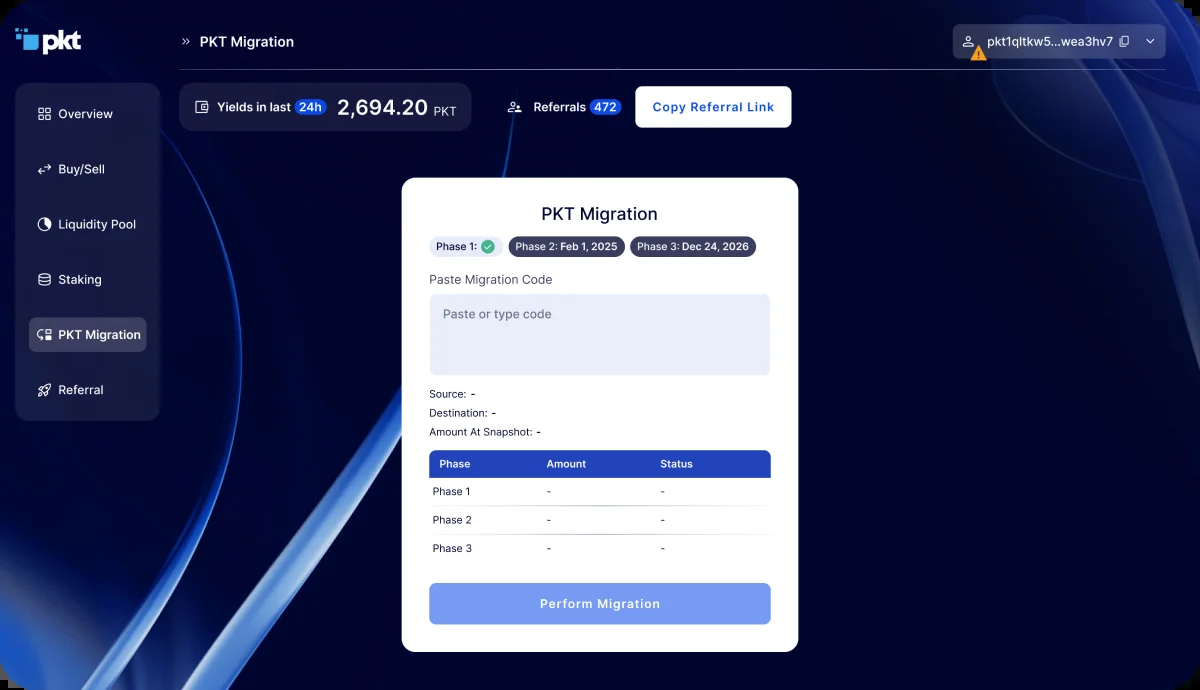 pkt
» PKT Migration
pkt1qltkw5...wea3hv7
Overview
Buy/Sell
Liquidity Pool
Staking
PKT Migration
Referral
Yields in last 24h 2,694.20 PKT
Referrals 472
Copy Referral Link
PKT Migration
Phase 1: Phase 2: Feb 1, 2025 Phase 3: Dec 24, 2026
Paste Migration Code
Paste or type code
Source: -
Destination: -
Amount At Snapshot: -
Phase Amount Status
Phase 1 - -
Phase 2 - -
Phase 3 - -
Perform Migration